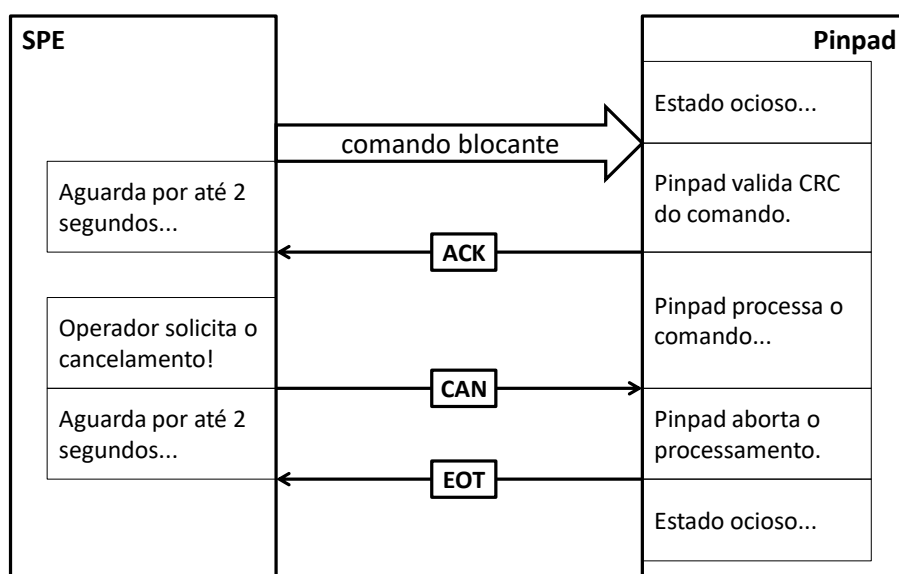 SPE
Pinpad
Estado ocioso...
comando blocante
Aguarda por até 2
segundos...
Pinpad valida CRC
do comando.
ACK
Pinpad processa o
comando...
Operador solicita o
cancelamento!
CAN
Aguarda por até 2
segundos...
Pinpad aborta o
processamento.
EOT
Estado ocioso...